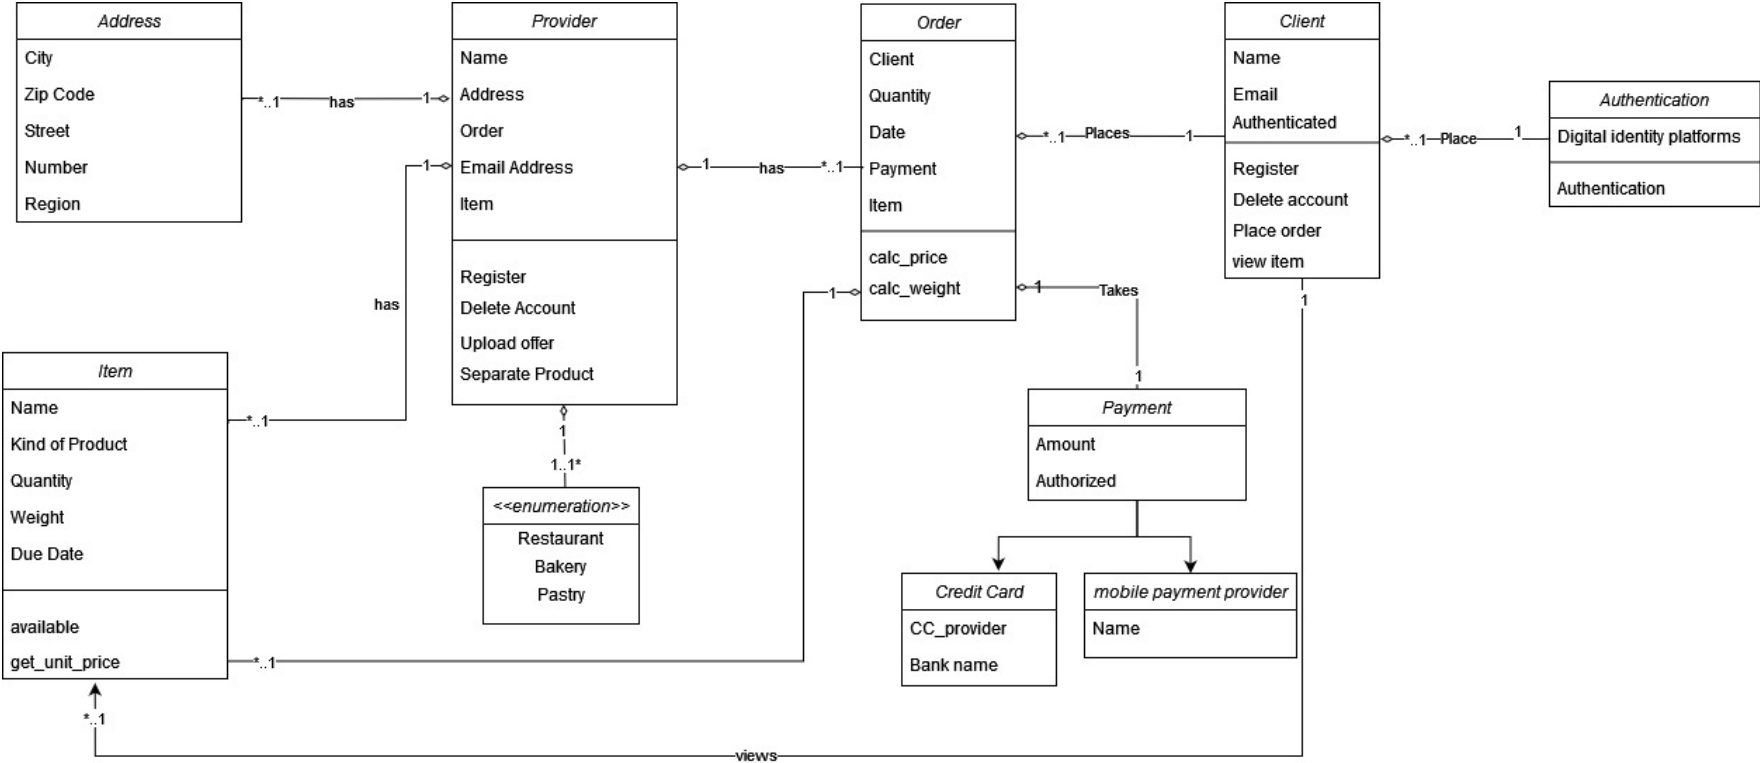 Address
City
Zip Code
Street
Number
Region
*..1
has
1
Provider
Name
Address
Order
Email Address
Item
Register
Delete Account
Upload offer
Separate Product
1
has
*..1
Order
Client
Quantity
Date
Payment
Item
calc_price
calc_weight
*..1
Places
1
Client
Name
Email
Authenticated
Register
Delete account
Place order
view item
*..1
Place
1
Authentication
Digital identity platforms
Authentication
1
has
*..1
1
1..1*
<<enumeration>>
Restaurant
Bakery
Pastry
Item
Name
Kind of Product
Quantity
Weight
Due Date
available
get_unit_price
*..1
1
1
Takes
1
Payment
Amount
Authorized
Credit Card
CC_provider
Bank name
mobile payment provider
Name
1
views
*..1